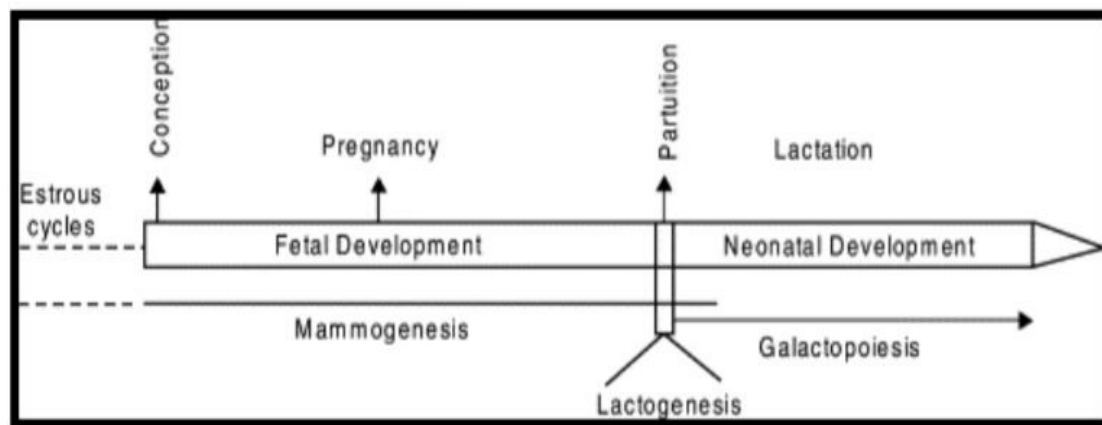 Conception
Pregnancy
Partuition
Lactation
Estrous
cycles
Fetal Development
Neonatal Development
Mammogenesis
Galactopoiesis
Lactogenesis